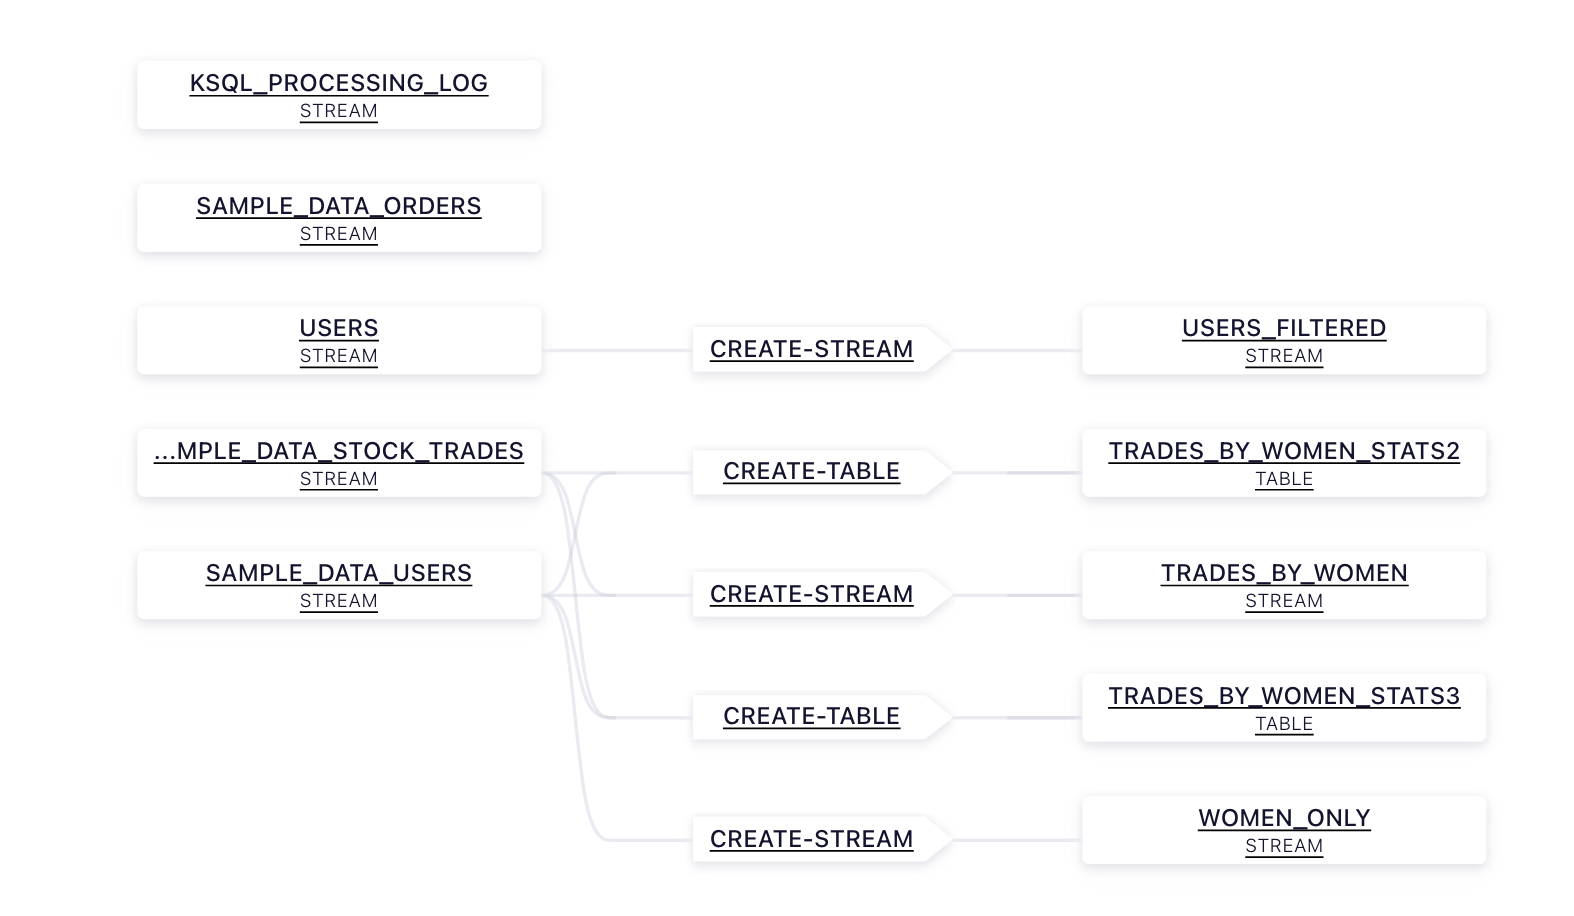 KSQL_PROCESSING_LOG
STREAM
SAMPLE_DATA_ORDERS
STREAM
USERS
STREAM
CREATE-STREAM
USERS_FILTERED
STREAM
...MPLE_DATA_STOCK_TRADES
STREAM
CREATE-TABLE
TRADES_BY_WOMEN_STATS2
TABLE
SAMPLE_DATA_USERS
STREAM
CREATE-STREAM
TRADES_BY_WOMEN
STREAM
CREATE-TABLE
TRADES_BY_WOMEN_STATS3
TABLE
CREATE-STREAM
WOMEN_ONLY
STREAM